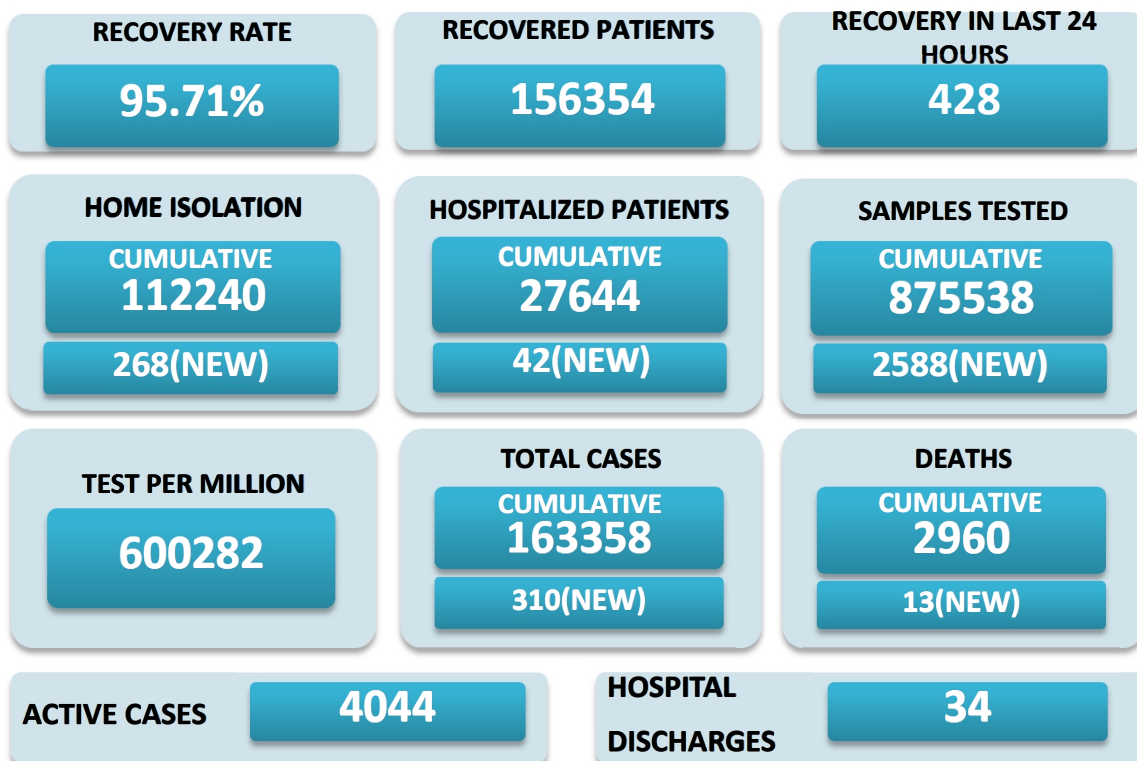 RECOVERY RATE
95.71%
RECOVERED PATIENTS
156354
RECOVERY IN LAST 24
HOURS
428
HOME ISOLATION
CUMULATIVE
112240
268(NEW)
HOSPITALIZED PATIENTS
CUMULATIVE
27644
42(NEW)
SAMPLES TESTED
CUMULATIVE
875538
2588(NEW)
TEST PER MILLION
600282
TOTAL CASES
CUMULATIVE
163358
310(NEW)
DEATHS
CUMULATIVE
2960
13(NEW)
ACTIVE CASES
4044
HOSPITAL
DISCHARGES
34